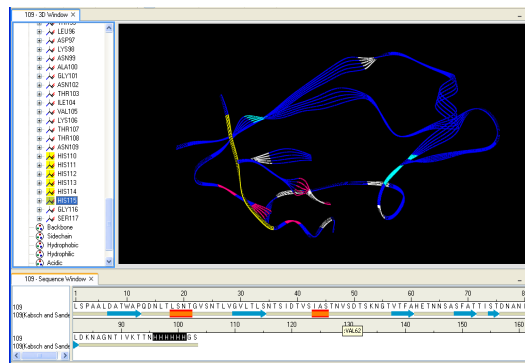 109 - 3D Window ×
THR95
LEU96
ASP97
LYS98
ASN99
ALA100
GLY101
ASN102
THR103
ILE104
VAL105
LYS106
THR107
THR108
ASN109
HIS110
HIS111
HIS112
HIS113
HIS114
HIS115
GLY116
SER117
Backbone
Sidechain
Hydrophobic
Hydrophilic
Acidic
109 - Sequence Window ×
1 10 20 30 40 50 60 70 80
109 LSPAALDATWAPQDNLTLSNTGVSNTLVGVLTLSNTSIDTVSIASTNVSDTSKNGTVTFAHETNNSASFATTISTDNANI
109(Kabsch and Sande
:VAL62
90 100 110 120 130 140 150 160
109 LDKNAGNTIVKTTNHHHHHHGS
109(Kabsch and Sande